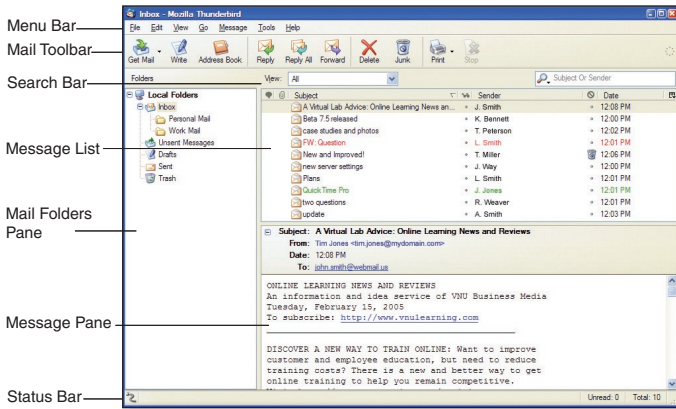 Inbox - Mozilla Thunderbird
Menu Bar
File Edit View Go Message Tools Help
Mail Toolbar
Get Mail Write Address Book Reply Reply All Forward Delete Junk Print Stop
Search Bar
Folders
View: All
Subject Or Sender
Local Folders
Inbox
Personal Mail
Work Mail
Unsent Messages
Drafts
Sent
Trash
Subject Sender Date
A Virtual Lab Advice: Online Learning News an... J. Smith 12:08 PM
Beta 7.5 released K. Bennett 12:00 PM
case studies and photos T. Peterson 12:02 PM
FW: Question L. Smith 12:01 PM
New and Improved! T. Miller 12:06 PM
new server settings J. Way 12:00 PM
Plans L. Smith 12:01 PM
QuickTime Pro J. Jones 12:01 PM
two questions R. Weaver 12:01 PM
update A. Smith 12:03 PM
Message List
Mail Folders
Pane
Subject: A Virtual Lab Advice: Online Learning News and Reviews
From: Tim Jones <tim.jones@mydomain.com>
Date: 12:08 PM
To: john.smith@webmail.us
Message Pane
ONLINE LEARNING NEWS AND REVIEWS
An information and idea service of VNU Business Media
Tuesday, February 15, 2005
To subscribe: http://www.vnulearning.com
DISCOVER A NEW WAY TO TRAIN ONLINE: Want to improve
customer and employee education, but need to reduce
training costs? There is a new and better way to get
online training to help you remain competitive.
Status Bar
Unread: 0 Total: 10